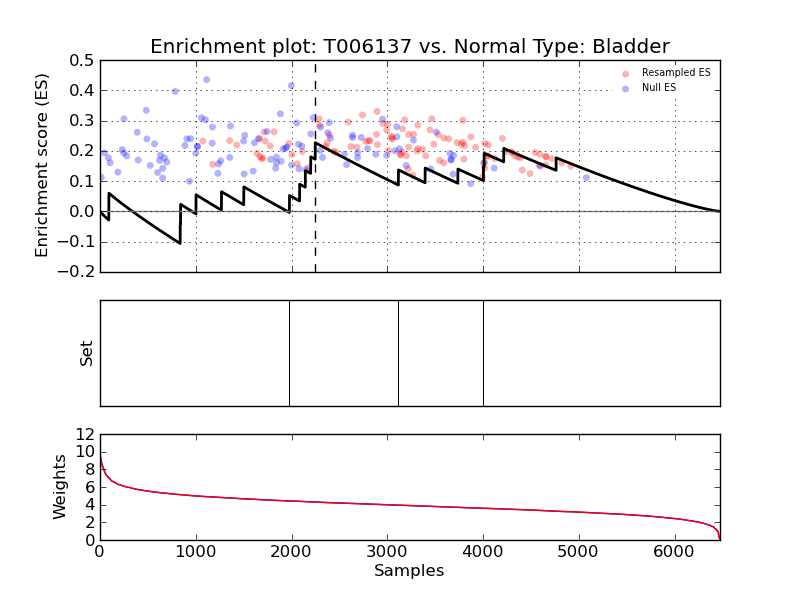 Enrichment plot: T006137 vs. Normal Type: Bladder
Enrichment score (ES)
0.5
0.4
0.3
0.2
0.1
0.0
−0.1
−0.2
Resampled ES
Null ES
Set
Weights
12
10
8
6
4
2
0
0 1000 2000 3000 4000 5000 6000
Samples